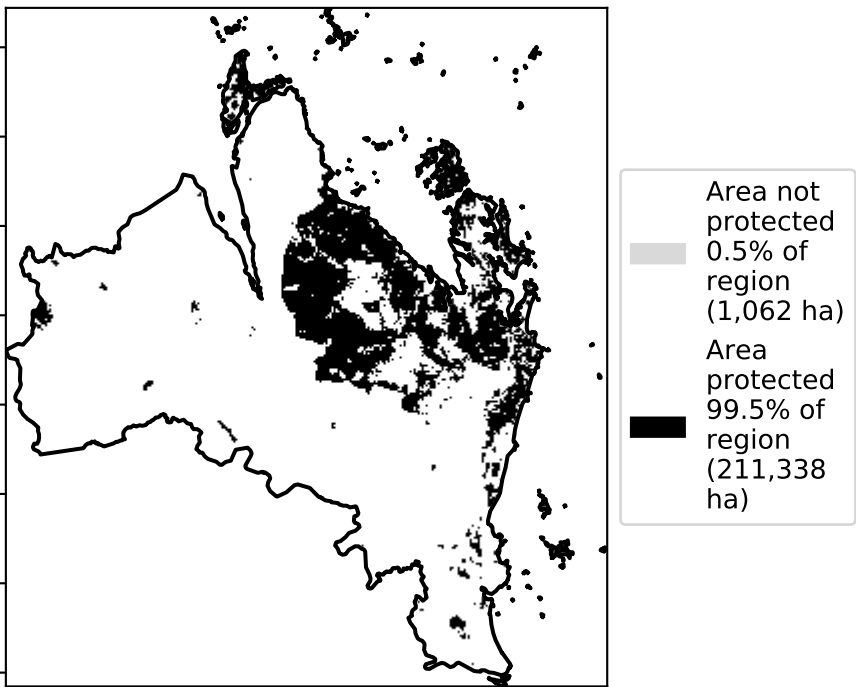 Area not
protected
0.5% of
region
(1,062 ha)
Area
protected
99.5% of
region
(211,338
ha)